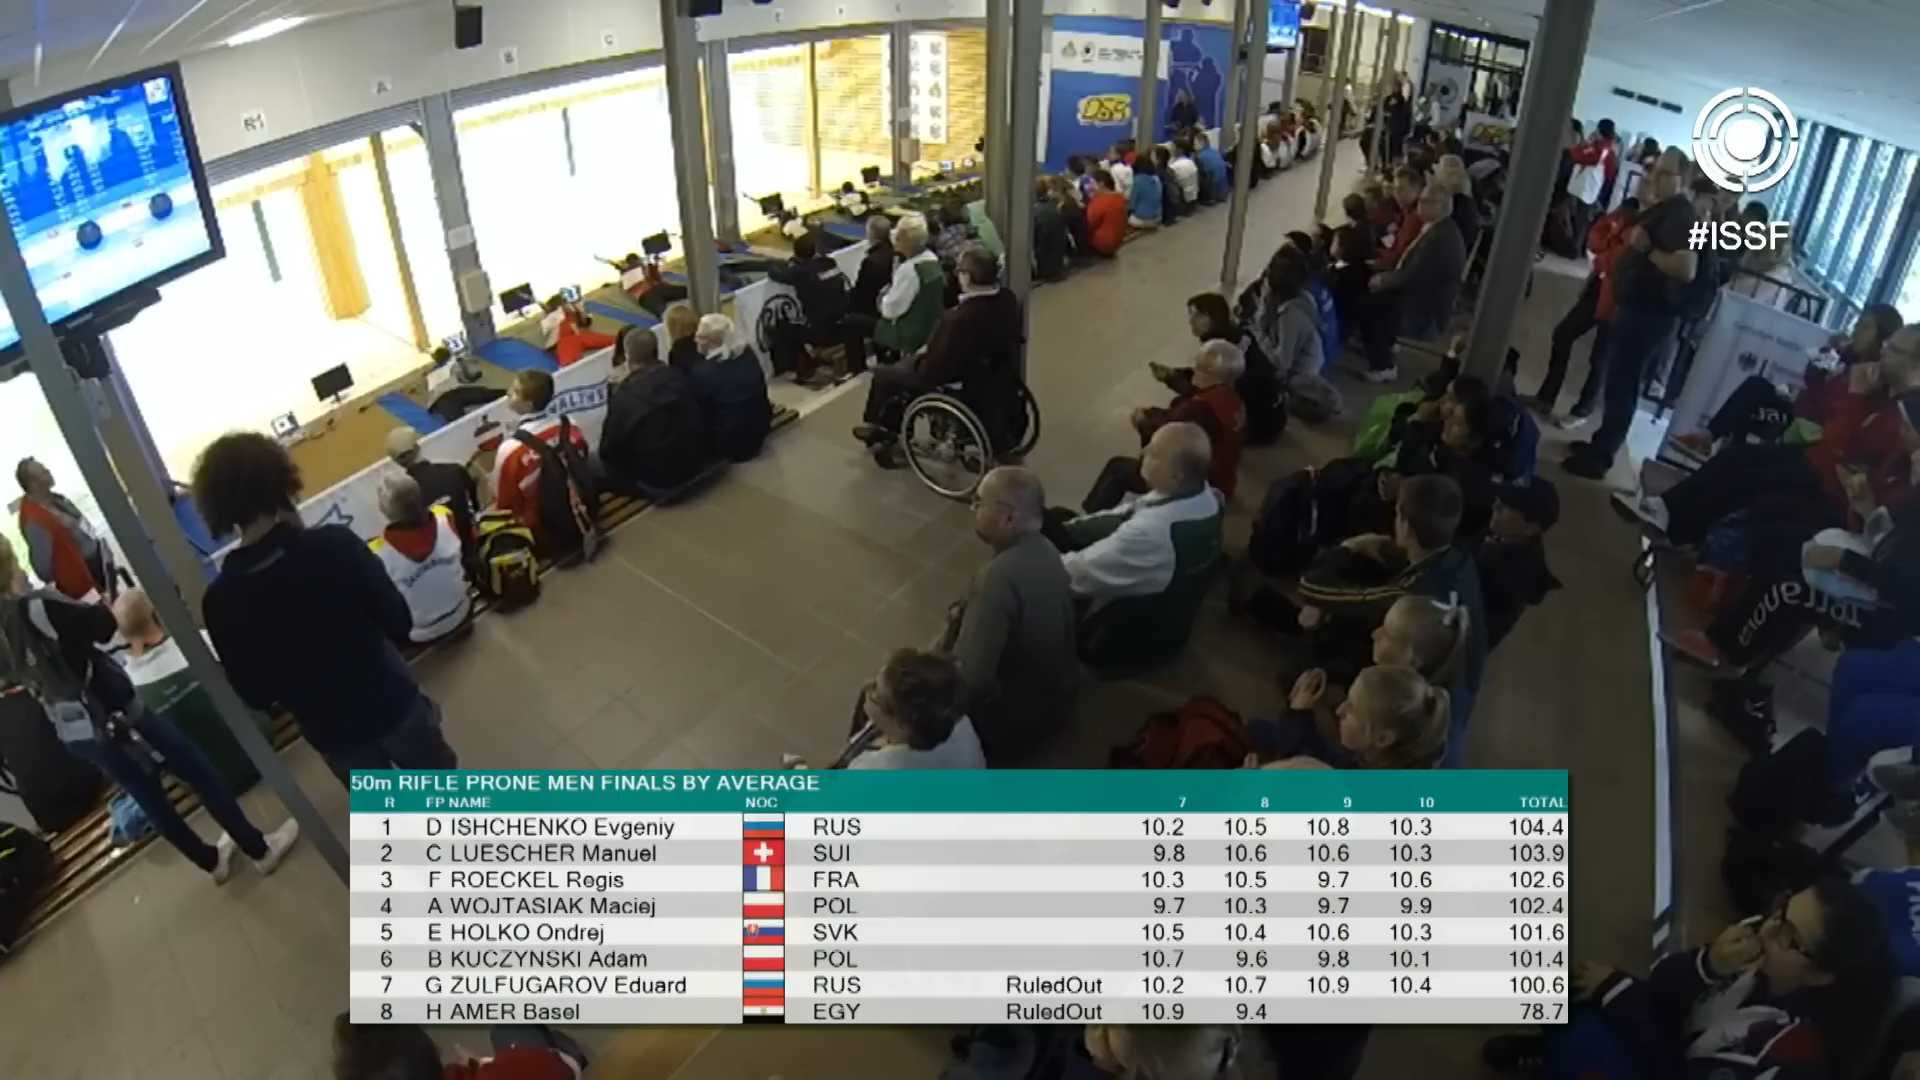 R1
A
B
C
#ISSF
WALTHE
50m RIFLE PRONE MEN FINALS BY AVERAGE
R FP NAME NOC 7 8 9 10 TOTAL
1 D ISHCHENKO Evgeniy RUS 10.2 10.5 10.8 10.3 104.4
2 C LUESCHER Manuel SUI 9.8 10.6 10.6 10.3 103.9
3 F ROECKEL Regis FRA 10.3 10.5 9.7 10.6 102.6
4 A WOJTASIAK Maciej POL 9.7 10.3 9.7 9.9 102.4
5 E HOLKO Ondrej SVK 10.5 10.4 10.6 10.3 101.6
6 B KUCZYNSKI Adam POL 10.7 9.6 9.8 10.1 101.4
7 G ZULFUGAROV Eduard RUS RuledOut 10.2 10.7 10.9 10.4 100.6
8 H AMER Basel EGY RuledOut 10.9 9.4 78.7